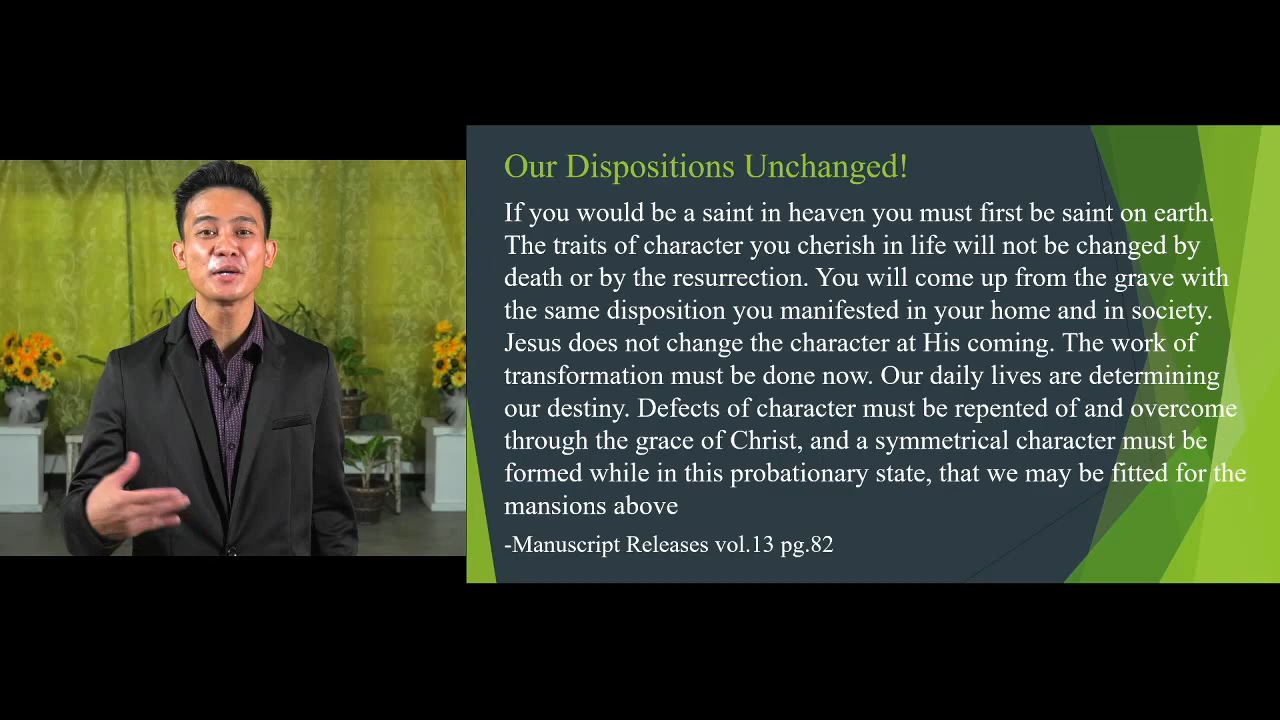 Our Dispositions Unchanged!
If you would be a saint in heaven you must first be saint on earth.
The traits of character you cherish in life will not be changed by
death or by the resurrection. You will come up from the grave with
the same disposition you manifested in your home and in society.
Jesus does not change the character at His coming. The work of
transformation must be done now. Our daily lives are determining
our destiny. Defects of character must be repented of and overcome
through the grace of Christ, and a symmetrical character must be
formed while in this probationary state, that we may be fitted for the
mansions above
-Manuscript Releases vol.13 pg.82